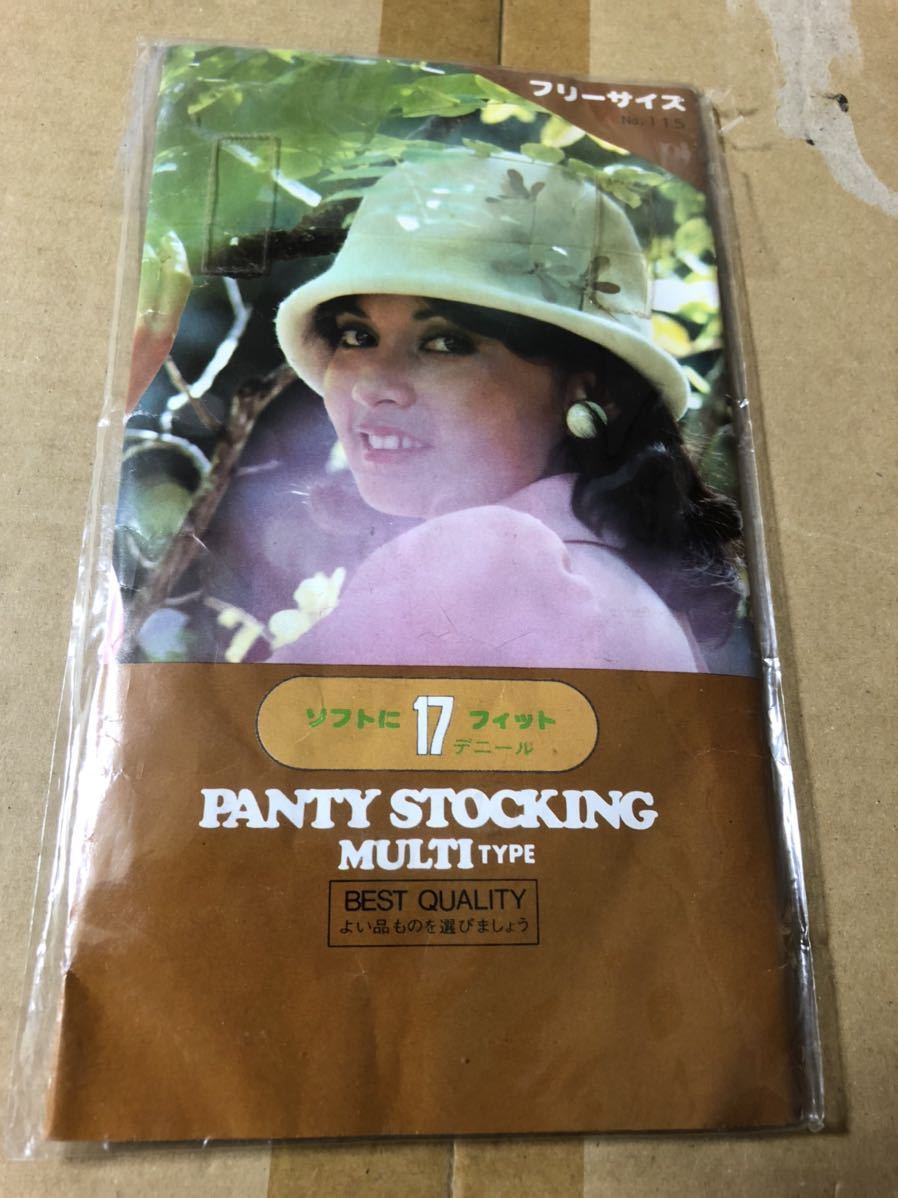 フリーサイズ
No.115
ソフトに 17 フィット
デニール
PANTY STOCKING
MULTI TYPE
BEST QUALITY
よい品ものを選びましょう